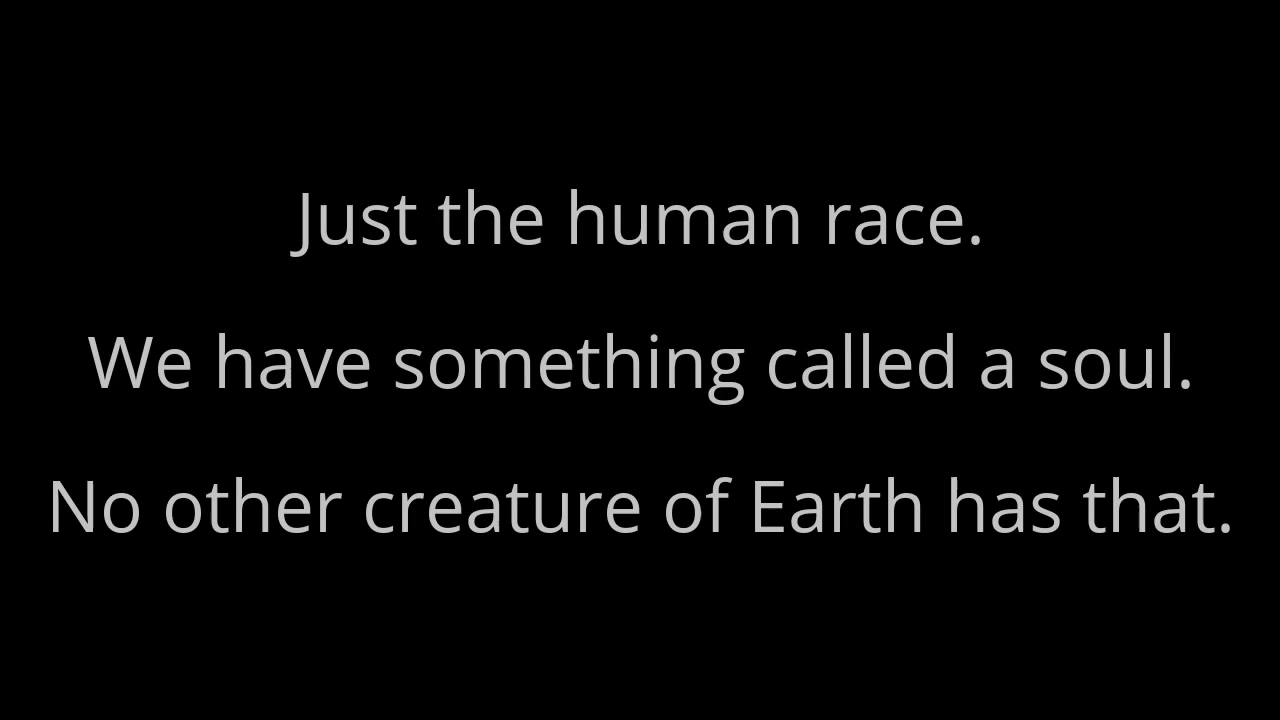 Just the human race.
We have something called a soul.
No other creature of Earth has that.